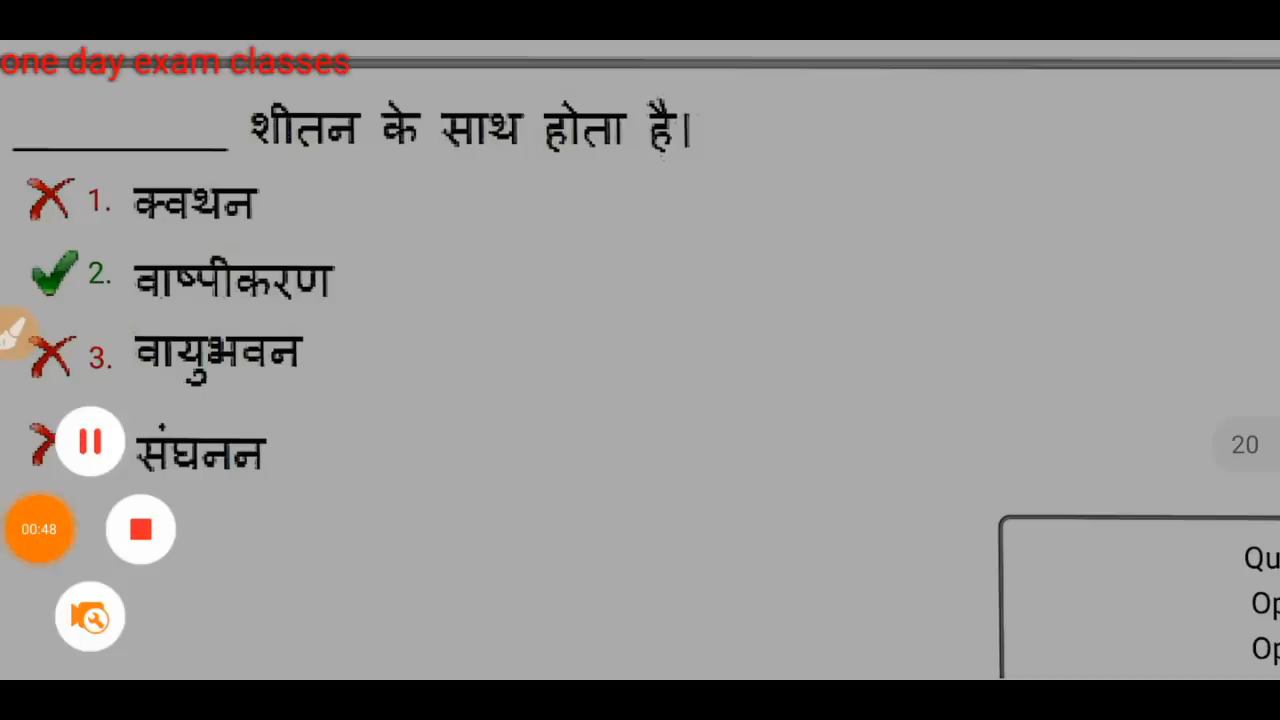 one day exam classes
__________ शीतन के साथ होता है।
1. क्वथन
2. वाष्पीकरण
3. वायुभवन
संघनन
20
00:48
Qu
Op
Op